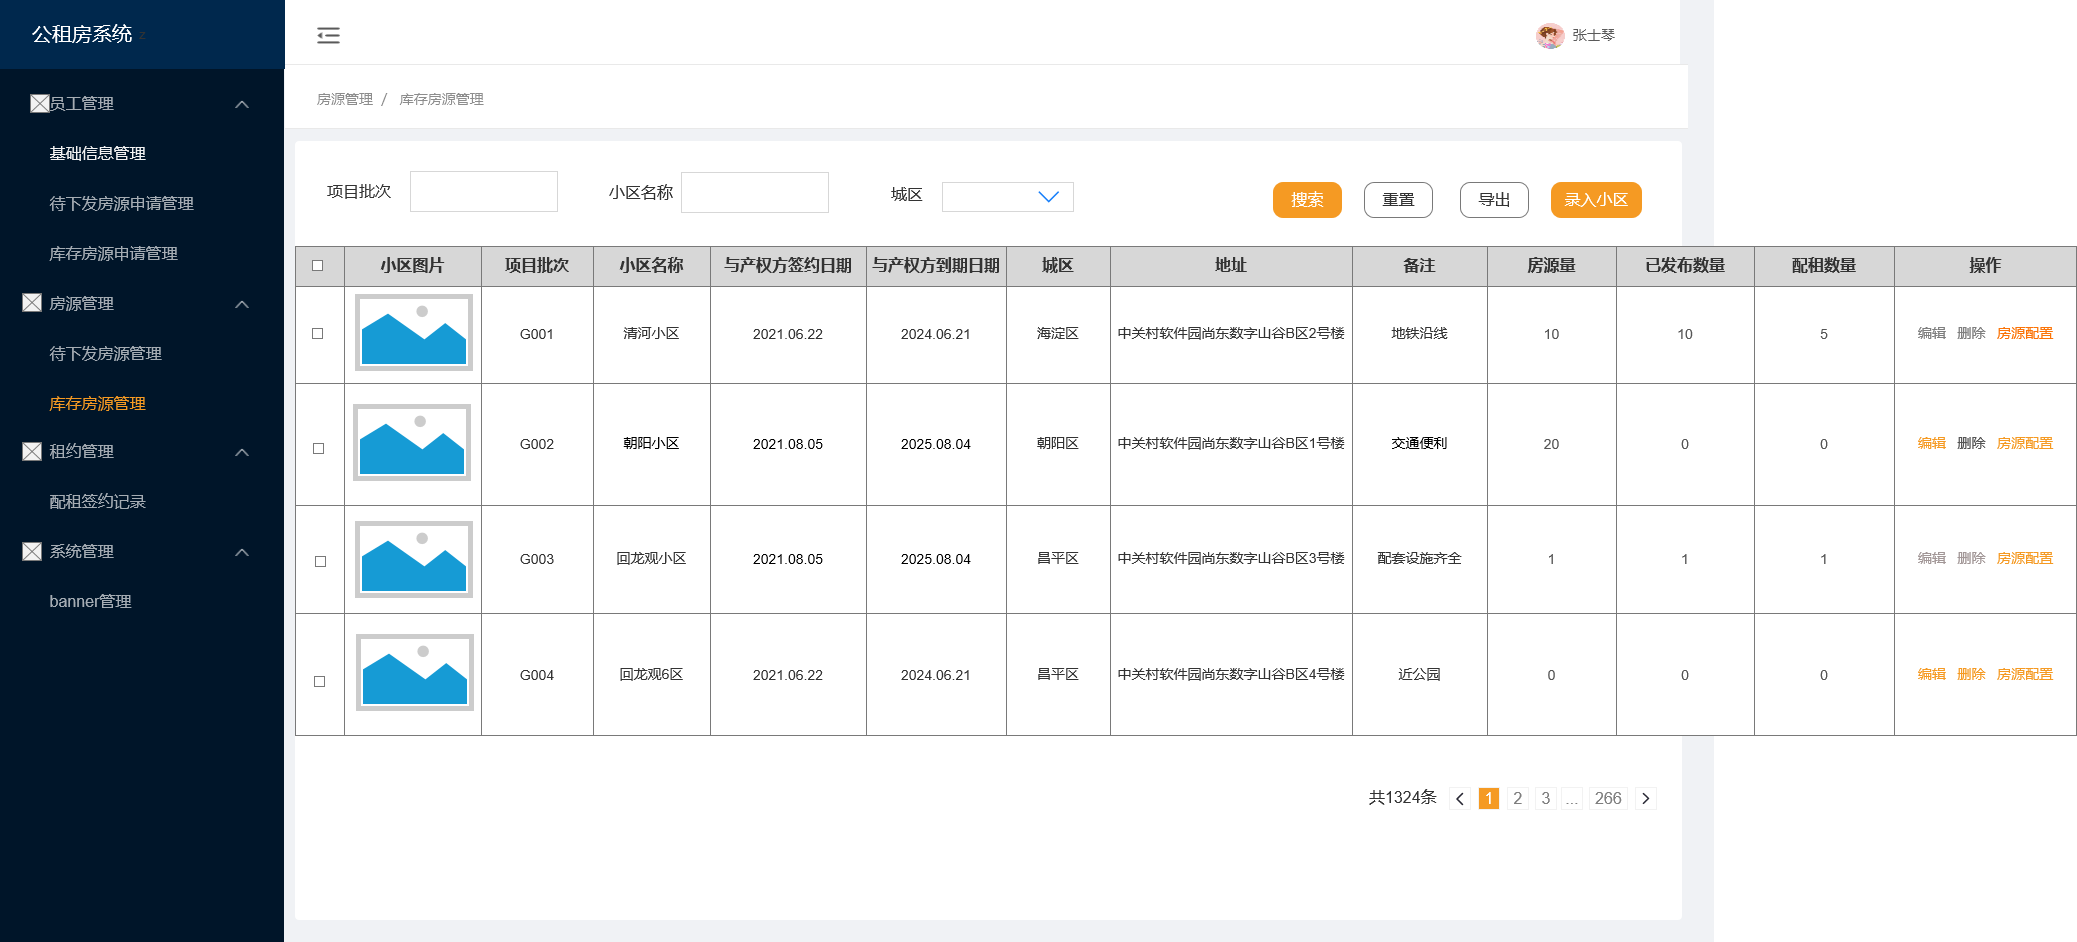 公租房系统 z
张士琴
员工管理
基础信息管理
待下发房源申请管理
库存房源申请管理
房源管理
待下发房源管理
库存房源管理
租约管理
配租签约记录
系统管理
banner管理
房源管理 / 库存房源管理
项目批次 小区名称 城区 搜索 重置 导出 录入小区
小区图片 项目批次 小区名称 与产权方签约日期 与产权方到期日期 城区 地址 备注 房源量 已发布数量 配租数量 操作
G001 清河小区 2021.06.22 2024.06.21 海淀区 中关村软件园尚东数字山谷B区2号楼 地铁沿线 10 10 5 编辑 删除 房源配置
G002 朝阳小区 2021.08.05 2025.08.04 朝阳区 中关村软件园尚东数字山谷B区1号楼 交通便利 20 0 0 编辑 删除 房源配置
G003 回龙观小区 2021.08.05 2025.08.04 昌平区 中关村软件园尚东数字山谷B区3号楼 配套设施齐全 1 1 1 编辑 删除 房源配置
G004 回龙观6区 2021.06.22 2024.06.21 昌平区 中关村软件园尚东数字山谷B区4号楼 近公园 0 0 0 编辑 删除 房源配置
共1324条 1 2 3 ... 266